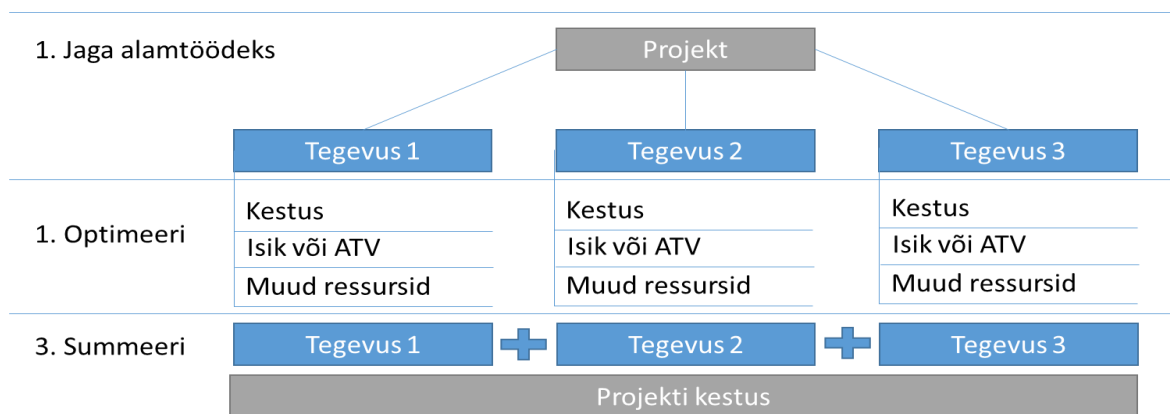 1. Jaga alamtöödeks
Projekt
Tegevus 1
Tegevus 2
Tegevus 3
1. Optimeeri
Kestus
Isik või ATV
Muud ressursid
Kestus
Isik või ATV
Muud ressursid
Kestus
Isik või ATV
Muud ressursid
3. Summeeri
Tegevus 1
Tegevus 2
Tegevus 3
Projekti kestus